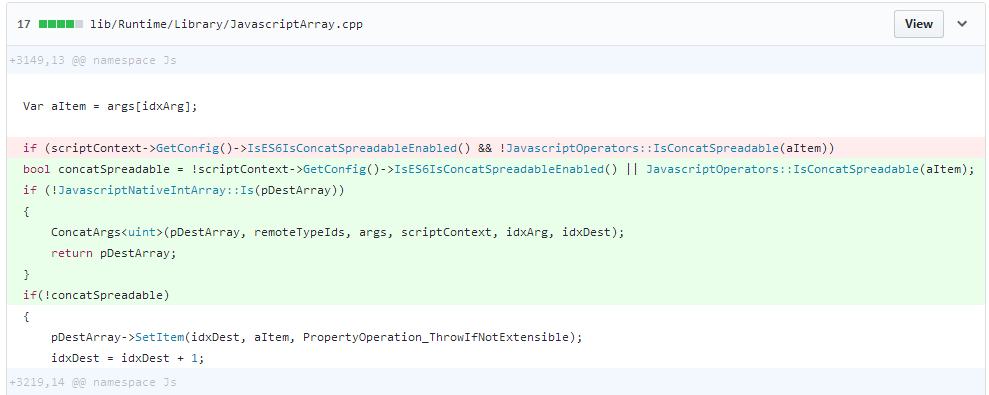 17 lib/Runtime/Library/JavascriptArray.cpp View
+3149,13 @@ namespace Js
Var aItem = args[idxArg];
if (scriptContext->GetConfig()->IsES6IsConcatSpreadableEnabled() && !JavascriptOperators::IsConcatSpreadable(aItem))
bool concatSpreadable = !scriptContext->GetConfig()->IsES6IsConcatSpreadableEnabled() || JavascriptOperators::IsConcatSpreadable(aItem);
if (!JavascriptNativeIntArray::Is(pDestArray))
{
ConcatArgs<uint>(pDestArray, remoteTypeIds, args, scriptContext, idxArg, idxDest);
return pDestArray;
}
if(!concatSpreadable)
{
pDestArray->SetItem(idxDest, aItem, PropertyOperation_ThrowIfNotExtensible);
idxDest = idxDest + 1;
+3219,14 @@ namespace Js